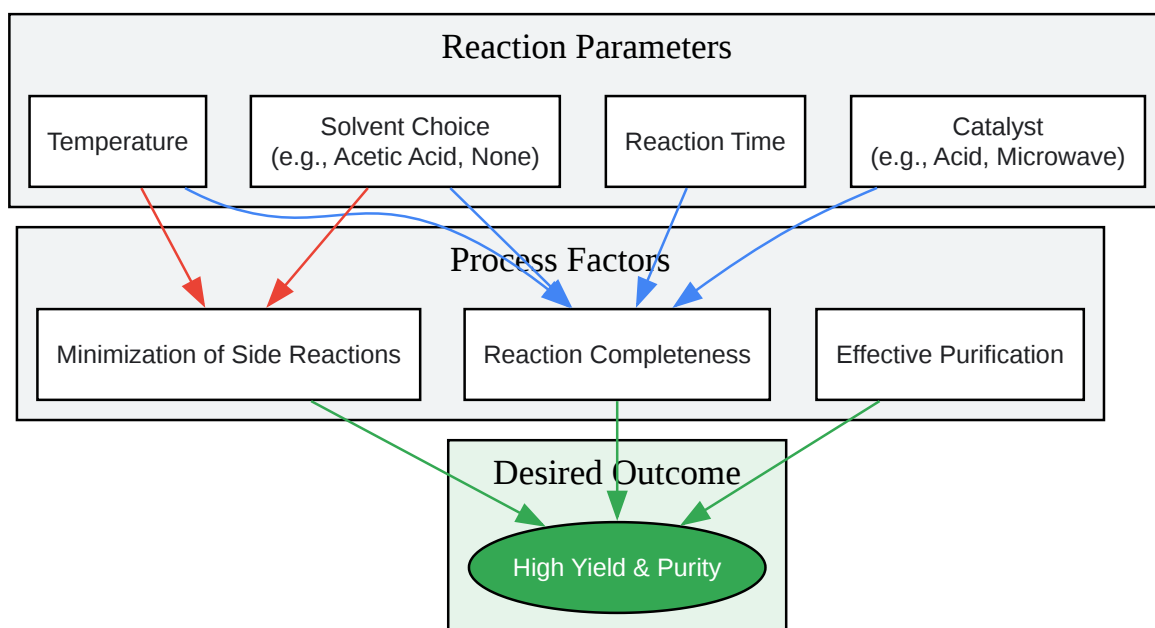 Reaction Parameters
Temperature
Solvent Choice
(e.g., Acetic Acid, None)
Reaction Time
Catalyst
(e.g., Acid, Microwave)
Process Factors
Minimization of Side Reactions
Reaction Completeness
Effective Purification
Desired Outcome
High Yield & Purity